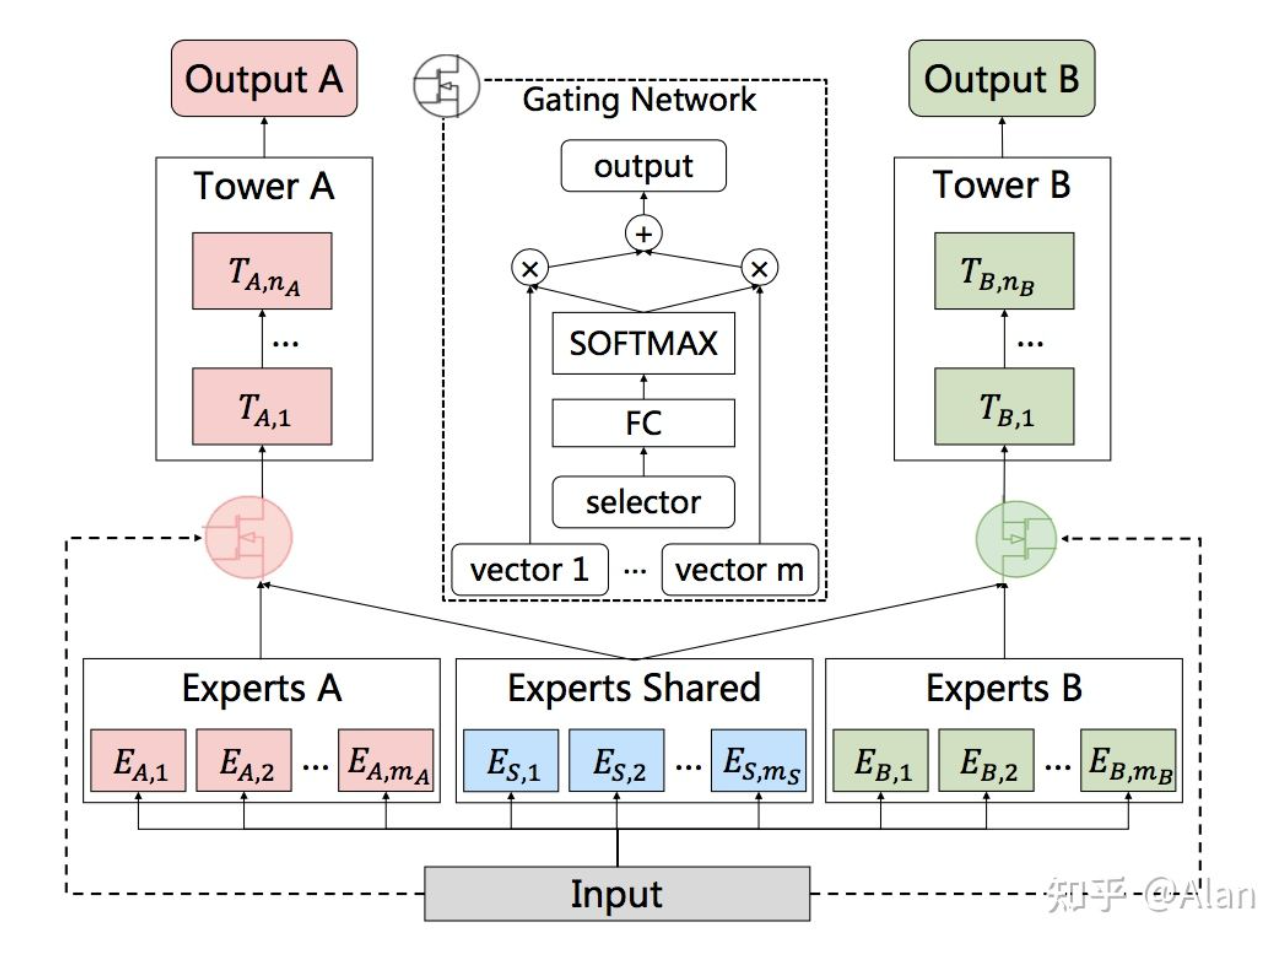 Output A
Output B
Gating Network
output
Tower A
Tower B
+
× ×
T_{A,n_A}
T_{B,n_B}
...
...
SOFTMAX
T_{A,1}
T_{B,1}
FC
selector
vector 1 ... vector m
Experts A
Experts Shared
Experts B
E_{A,1} E_{A,2} ... E_{A,m_A}
E_{S,1} E_{S,2} ... E_{S,m_S}
E_{B,1} E_{B,2} ... E_{B,m_B}
Input
知乎 @Alan